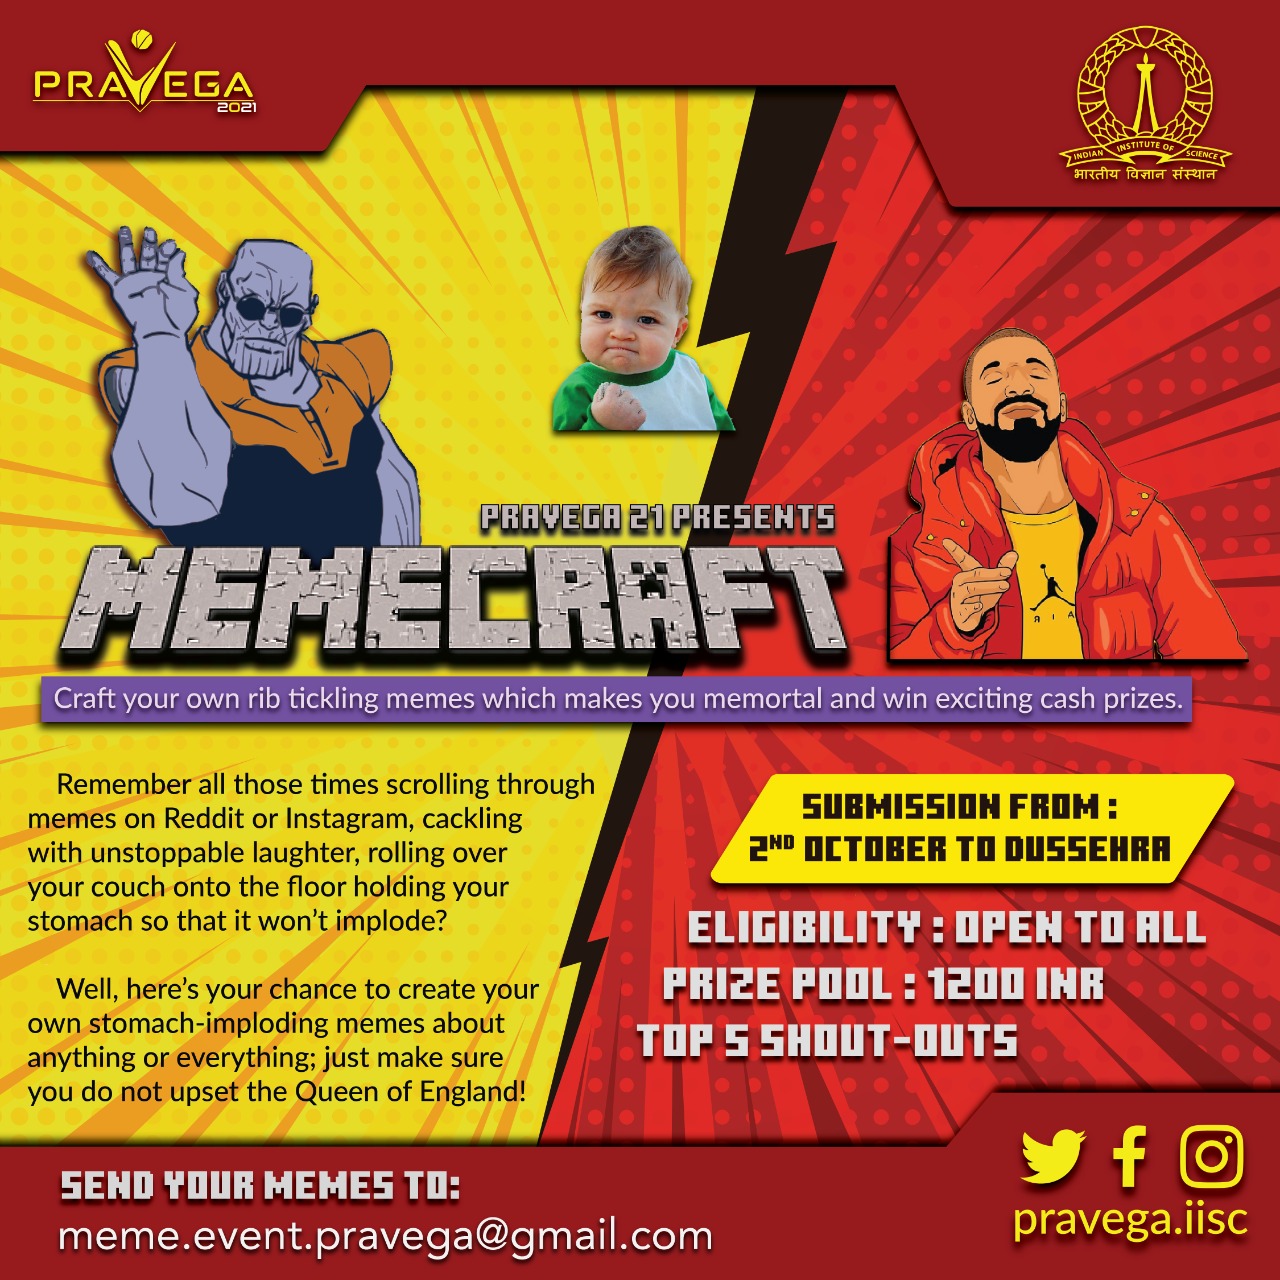 PRAVEGA
2021
INDIAN INSTITUTE OF SCIENCE
भारतीय विज्ञान संस्थान
PRAVEGA 21 PRESENTS
MEMECRAFT
Craft your own rib tickling memes which makes you memortal and win exciting cash prizes.
Remember all those times scrolling through
memes on Reddit or Instagram, cackling
with unstoppable laughter, rolling over
your couch onto the floor holding your
stomach so that it won't implode?
Well, here's your chance to create your
own stomach-imploding memes about
anything or everything; just make sure
you do not upset the Queen of England!
SUBMISSION FROM :
2ND OCTOBER TO DUSSEHRA
ELIGIBILITY : OPEN TO ALL
PRIZE POOL : 1200 INR
TOP 5 SHOUT-OUTS
SEND YOUR MEMES TO:
meme.event.pravega@gmail.com
pravega.iisc